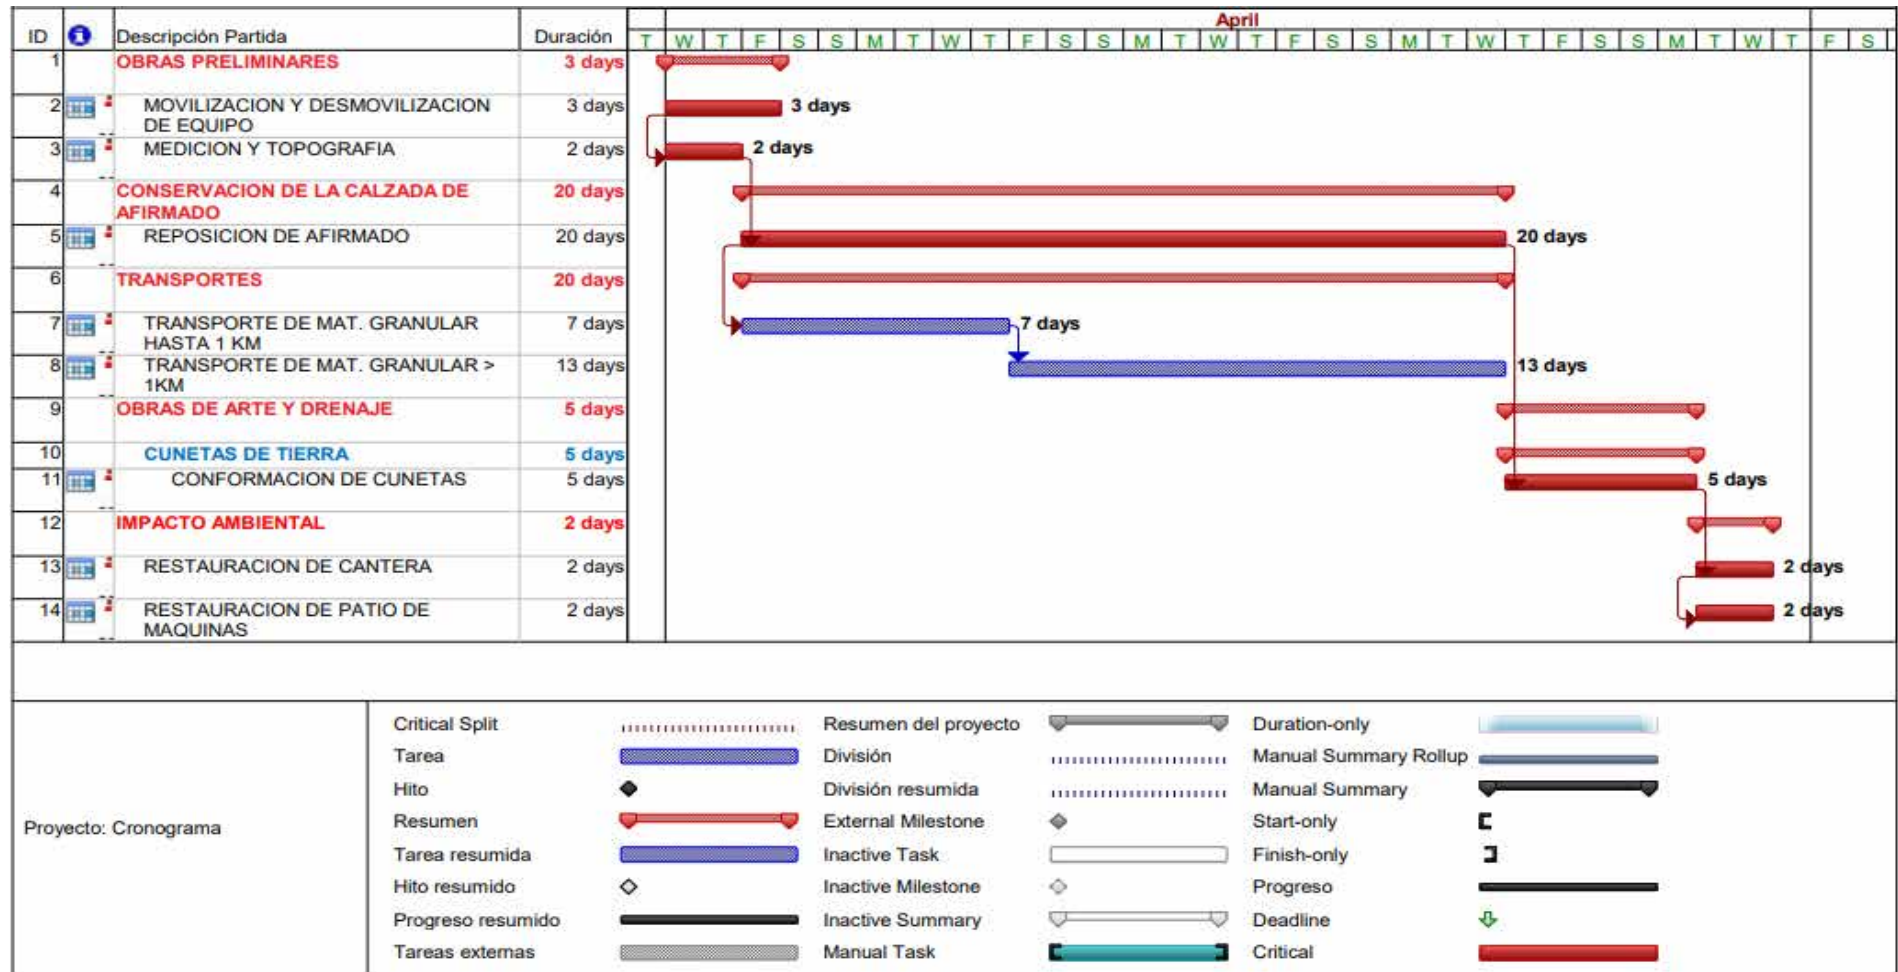 April
ID Descripción Partida Duración T W T F S S M T W T F S S M T W T F S S M T W T F S S M T W T F S
1 OBRAS PRELIMINARES 3 days
2 MOVILIZACION Y DESMOVILIZACION 3 days 3 days
DE EQUIPO
3 MEDICION Y TOPOGRAFIA 2 days 2 days
4 CONSERVACION DE LA CALZADA DE 20 days
AFIRMADO
5 REPOSICION DE AFIRMADO 20 days 20 days
6 TRANSPORTES 20 days
7 TRANSPORTE DE MAT. GRANULAR 7 days 7 days
HASTA 1 KM
8 TRANSPORTE DE MAT. GRANULAR > 13 days 13 days
1KM
9 OBRAS DE ARTE Y DRENAJE 5 days
10 CUNETAS DE TIERRA 5 days
11 CONFORMACION DE CUNETAS 5 days 5 days
12 IMPACTO AMBIENTAL 2 days
13 RESTAURACION DE CANTERA 2 days 2 days
14 RESTAURACION DE PATIO DE 2 days 2 days
MAQUINAS
Proyecto: Cronograma
Critical Split Resumen del proyecto Duration-only
Tarea División Manual Summary Rollup
Hito División resumida Manual Summary
Resumen External Milestone Start-only
Tarea resumida Inactive Task Finish-only
Hito resumido Inactive Milestone Progreso
Progreso resumido Inactive Summary Deadline
Tareas externas Manual Task Critical